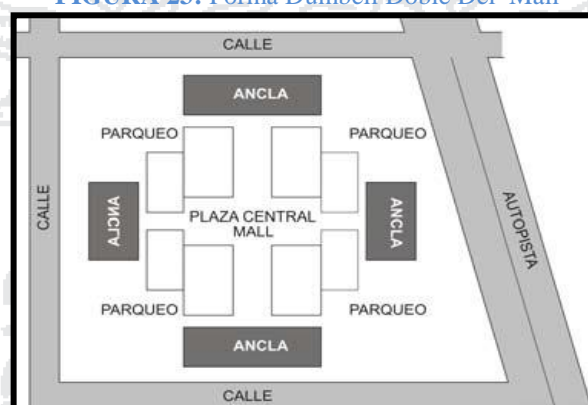 FIGURA 25: Forma Dumbell Doble Del Mall
CALLE
ANCLA
PARQUEO
PARQUEO
CALLE
ANCLA
PLAZA CENTRAL
MALL
ANCLA
AUTOPISTA
PARQUEO
PARQUEO
ANCLA
CALLE